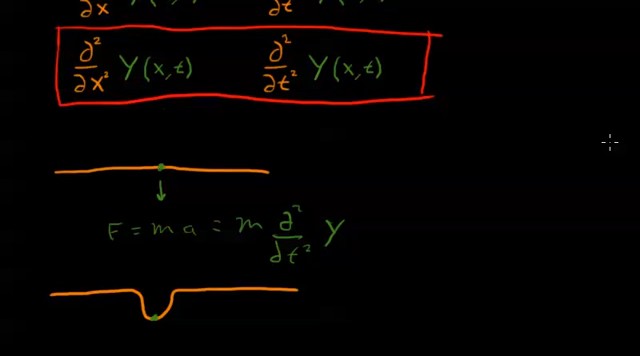 ∂x ∂t
∂²/∂x² Y(x,t) ∂²/∂t² Y(x,t)
F = ma = m ∂²/∂t² Y